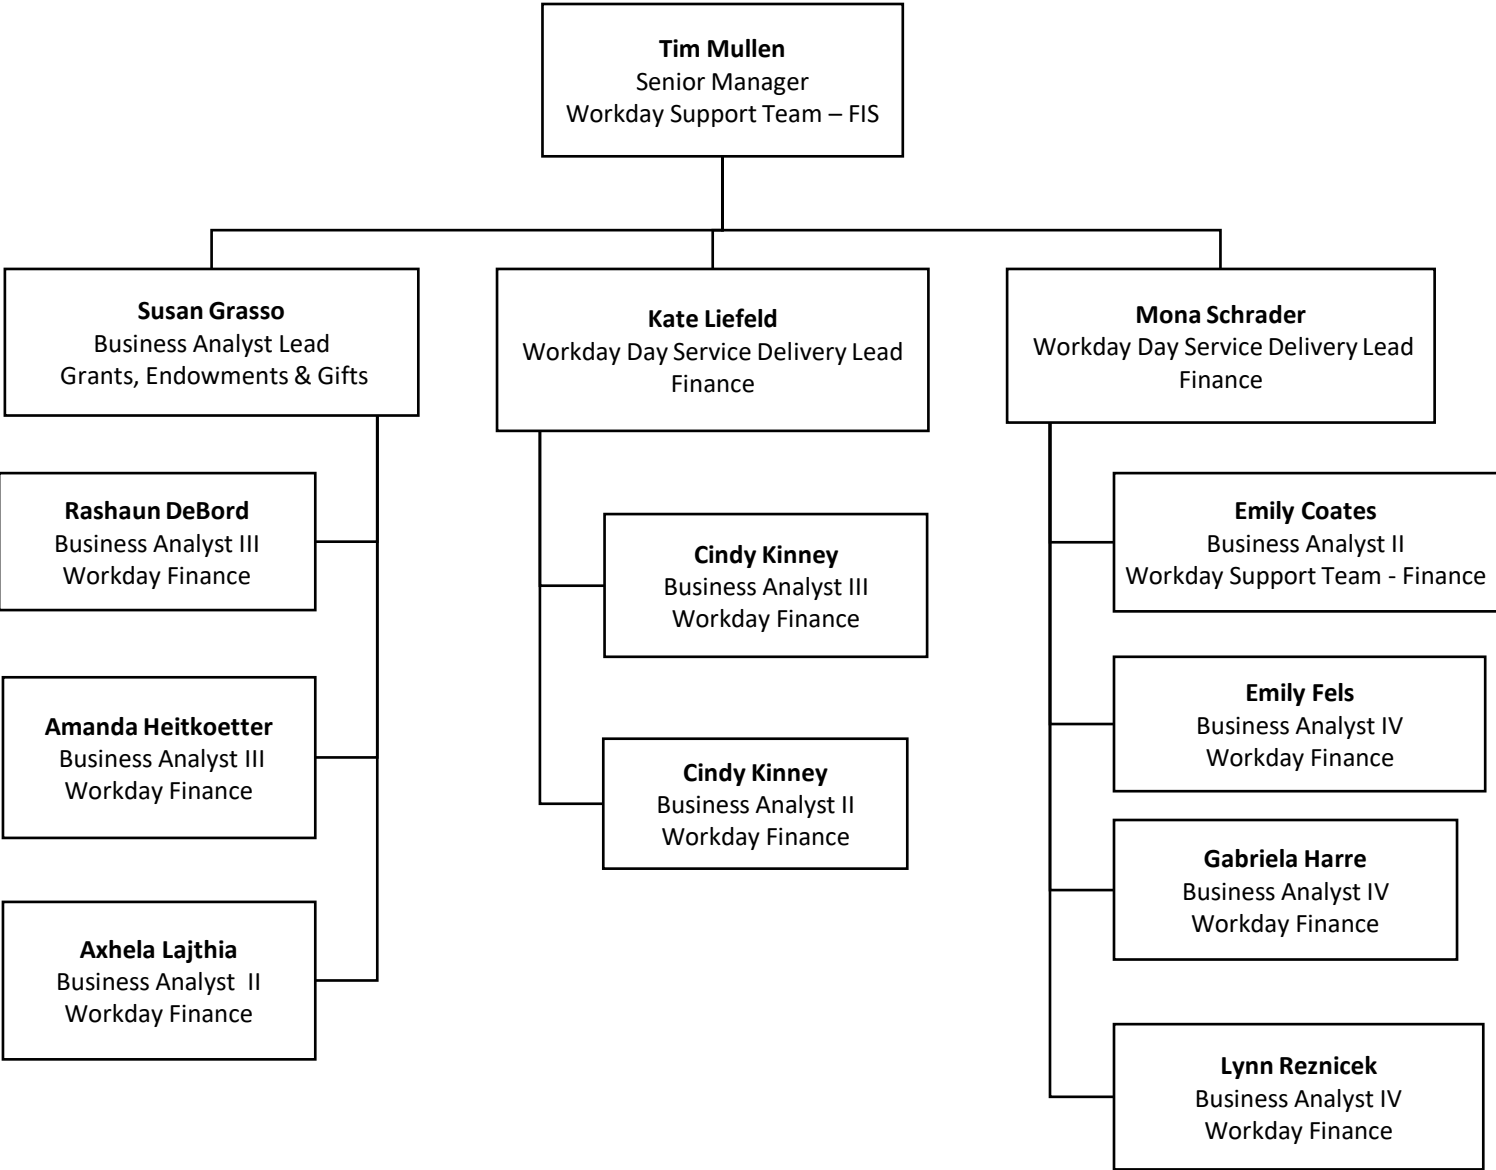 Tim Mullen
Senior Manager
Workday Support Team – FIS
Susan Grasso
Business Analyst Lead
Grants, Endowments & Gifts
Kate Liefeld
Workday Day Service Delivery Lead
Finance
Mona Schrader
Workday Day Service Delivery Lead
Finance
Rashaun DeBord
Business Analyst III
Workday Finance
Amanda Heitkoetter
Business Analyst III
Workday Finance
Axhela Lajthia
Business Analyst  II
Workday Finance
Cindy Kinney
Business Analyst III
Workday Finance
Cindy Kinney
Business Analyst II
Workday Finance
Emily Coates
Business Analyst II
Workday Support Team - Finance
Emily Fels
Business Analyst IV
Workday Finance
Gabriela Harre
Business Analyst IV
Workday Finance
Lynn Reznicek
Business Analyst IV
Workday Finance